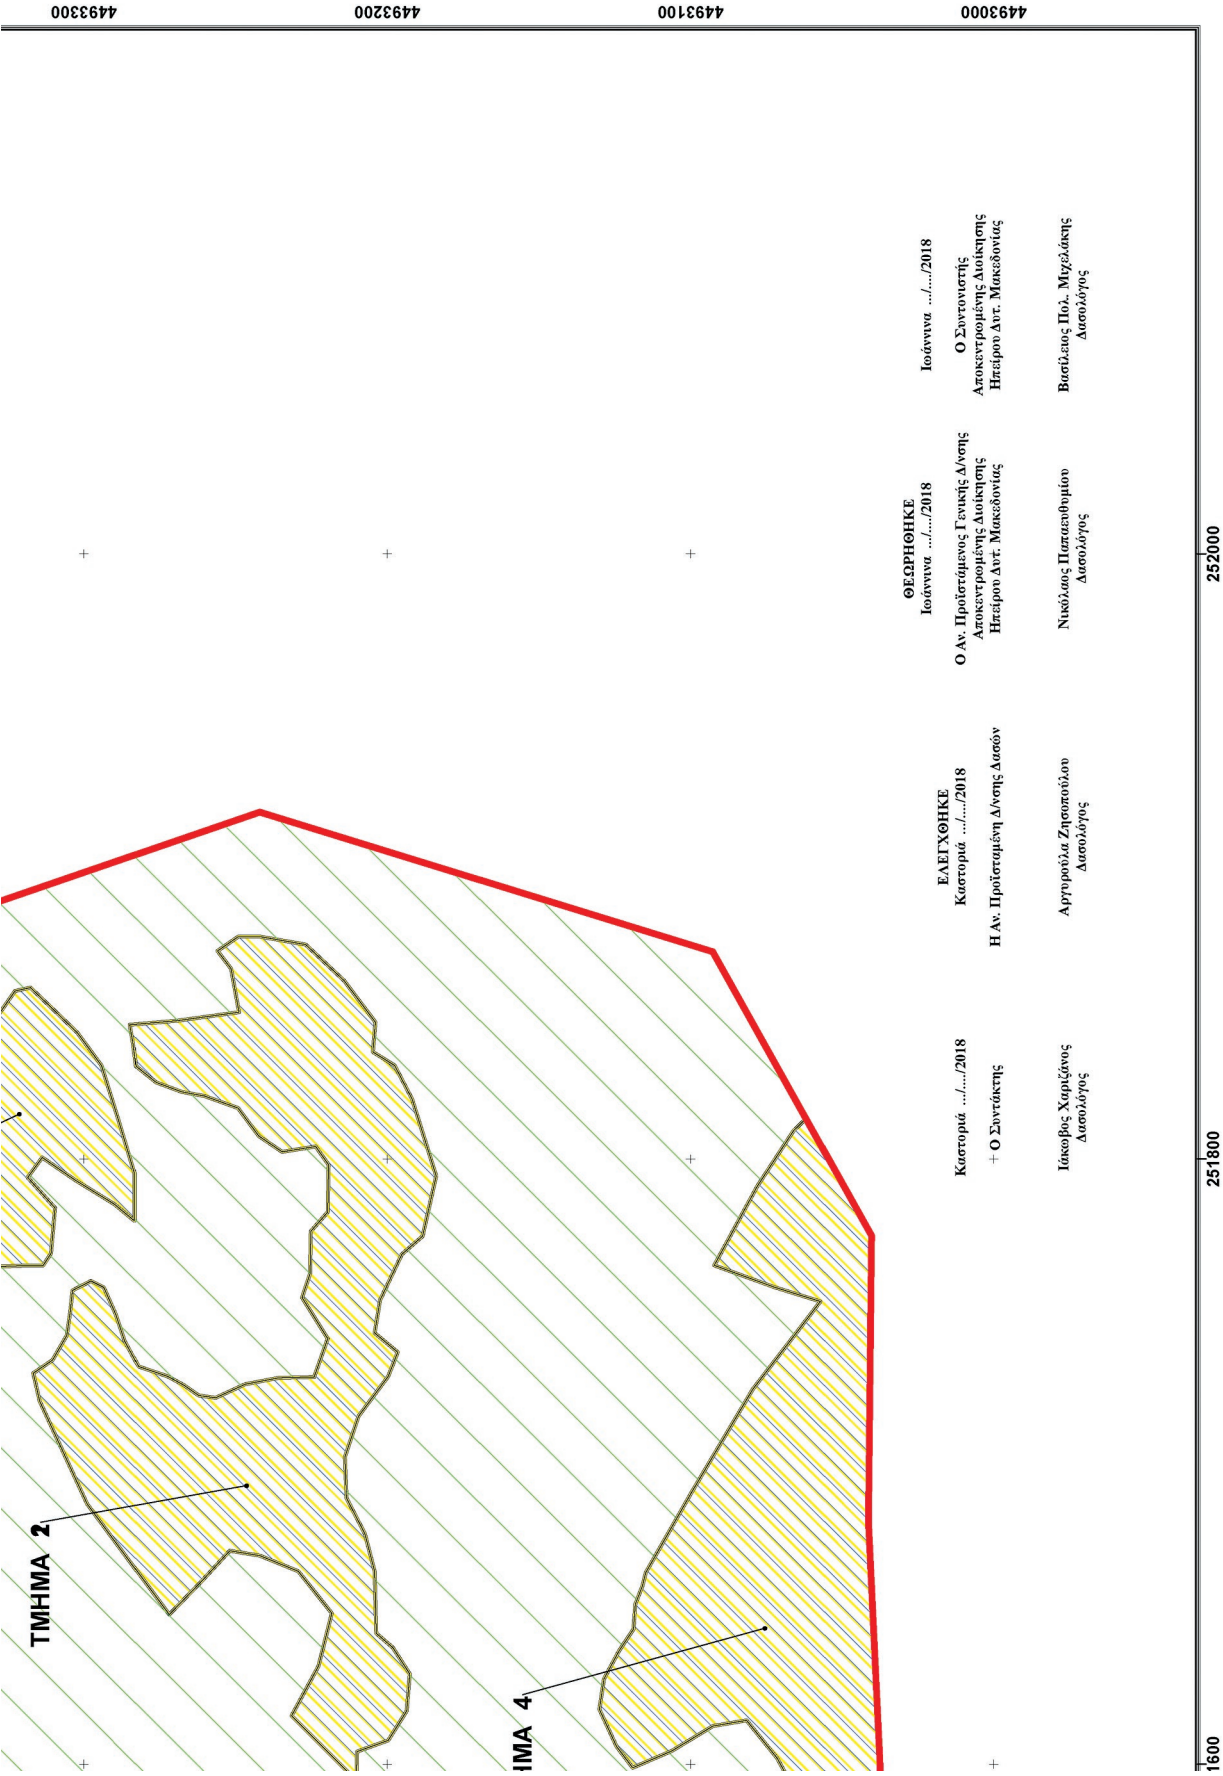 4493300
4493200
4493100
4493000
ΤΜΗΜΑ 2
ΗΜΑ 4
1600
251800
252000
Καστοριά .../..../2018
Ο Συντάκτης
Ιάκωβος Χαριζάνος
Δασολόγος
ΕΛΕΓΧΘΗΚΕ
Καστοριά .../..../2018
Η Αν. Προϊσταμένη Δ/νσης Δασών
Αργυρούλα Ζησοπούλου
Δασολόγος
ΘΕΩΡΗΘΗΚΕ
Ιωάννινα .../..../2018
Ο Αν. Προϊστάμενος Γενικής Δ/νσης
Αποκεντρωμένης Διοίκησης
Ηπείρου Δυτ. Μακεδονίας
Νικόλαος Παπαευθυμίου
Δασολόγος
Ιωάννινα .../..../2018
Ο Συντονιστής
Αποκεντρωμένης Διοίκησης
Ηπείρου Δυτ. Μακεδονίας
Βασίλειος Πολ. Μιχελάκης
Δασολόγος